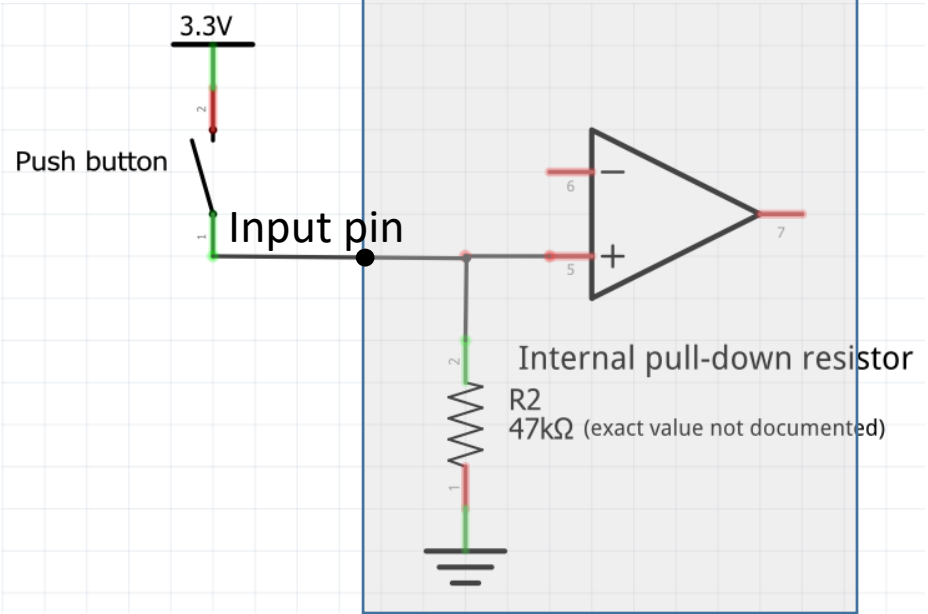 3.3V
2
Push button
1
Input pin
6
−
7
5
+
2
Internal pull-down resistor
R2
47kΩ (exact value not documented)
1